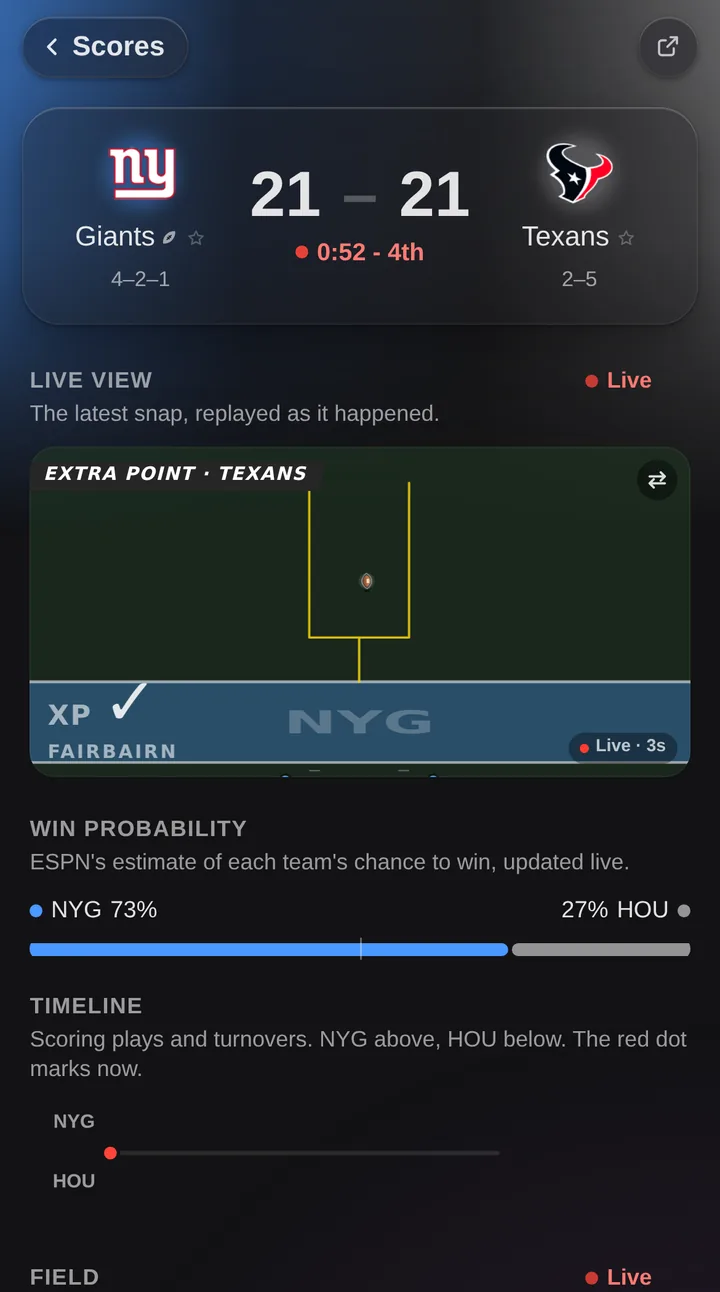 Scores
ny
21 – 21
Giants
Texans
0:52 - 4th
4–2–1
2–5
LIVE VIEW
Live
The latest snap, replayed as it happened.
EXTRA POINT · TEXANS
XP ✓
NYG
FAIRBAIRN
Live · 3s
WIN PROBABILITY
ESPN's estimate of each team's chance to win, updated live.
NYG 73%
27% HOU
TIMELINE
Scoring plays and turnovers. NYG above, HOU below. The red dot
marks now.
NYG
HOU
FIELD
Live